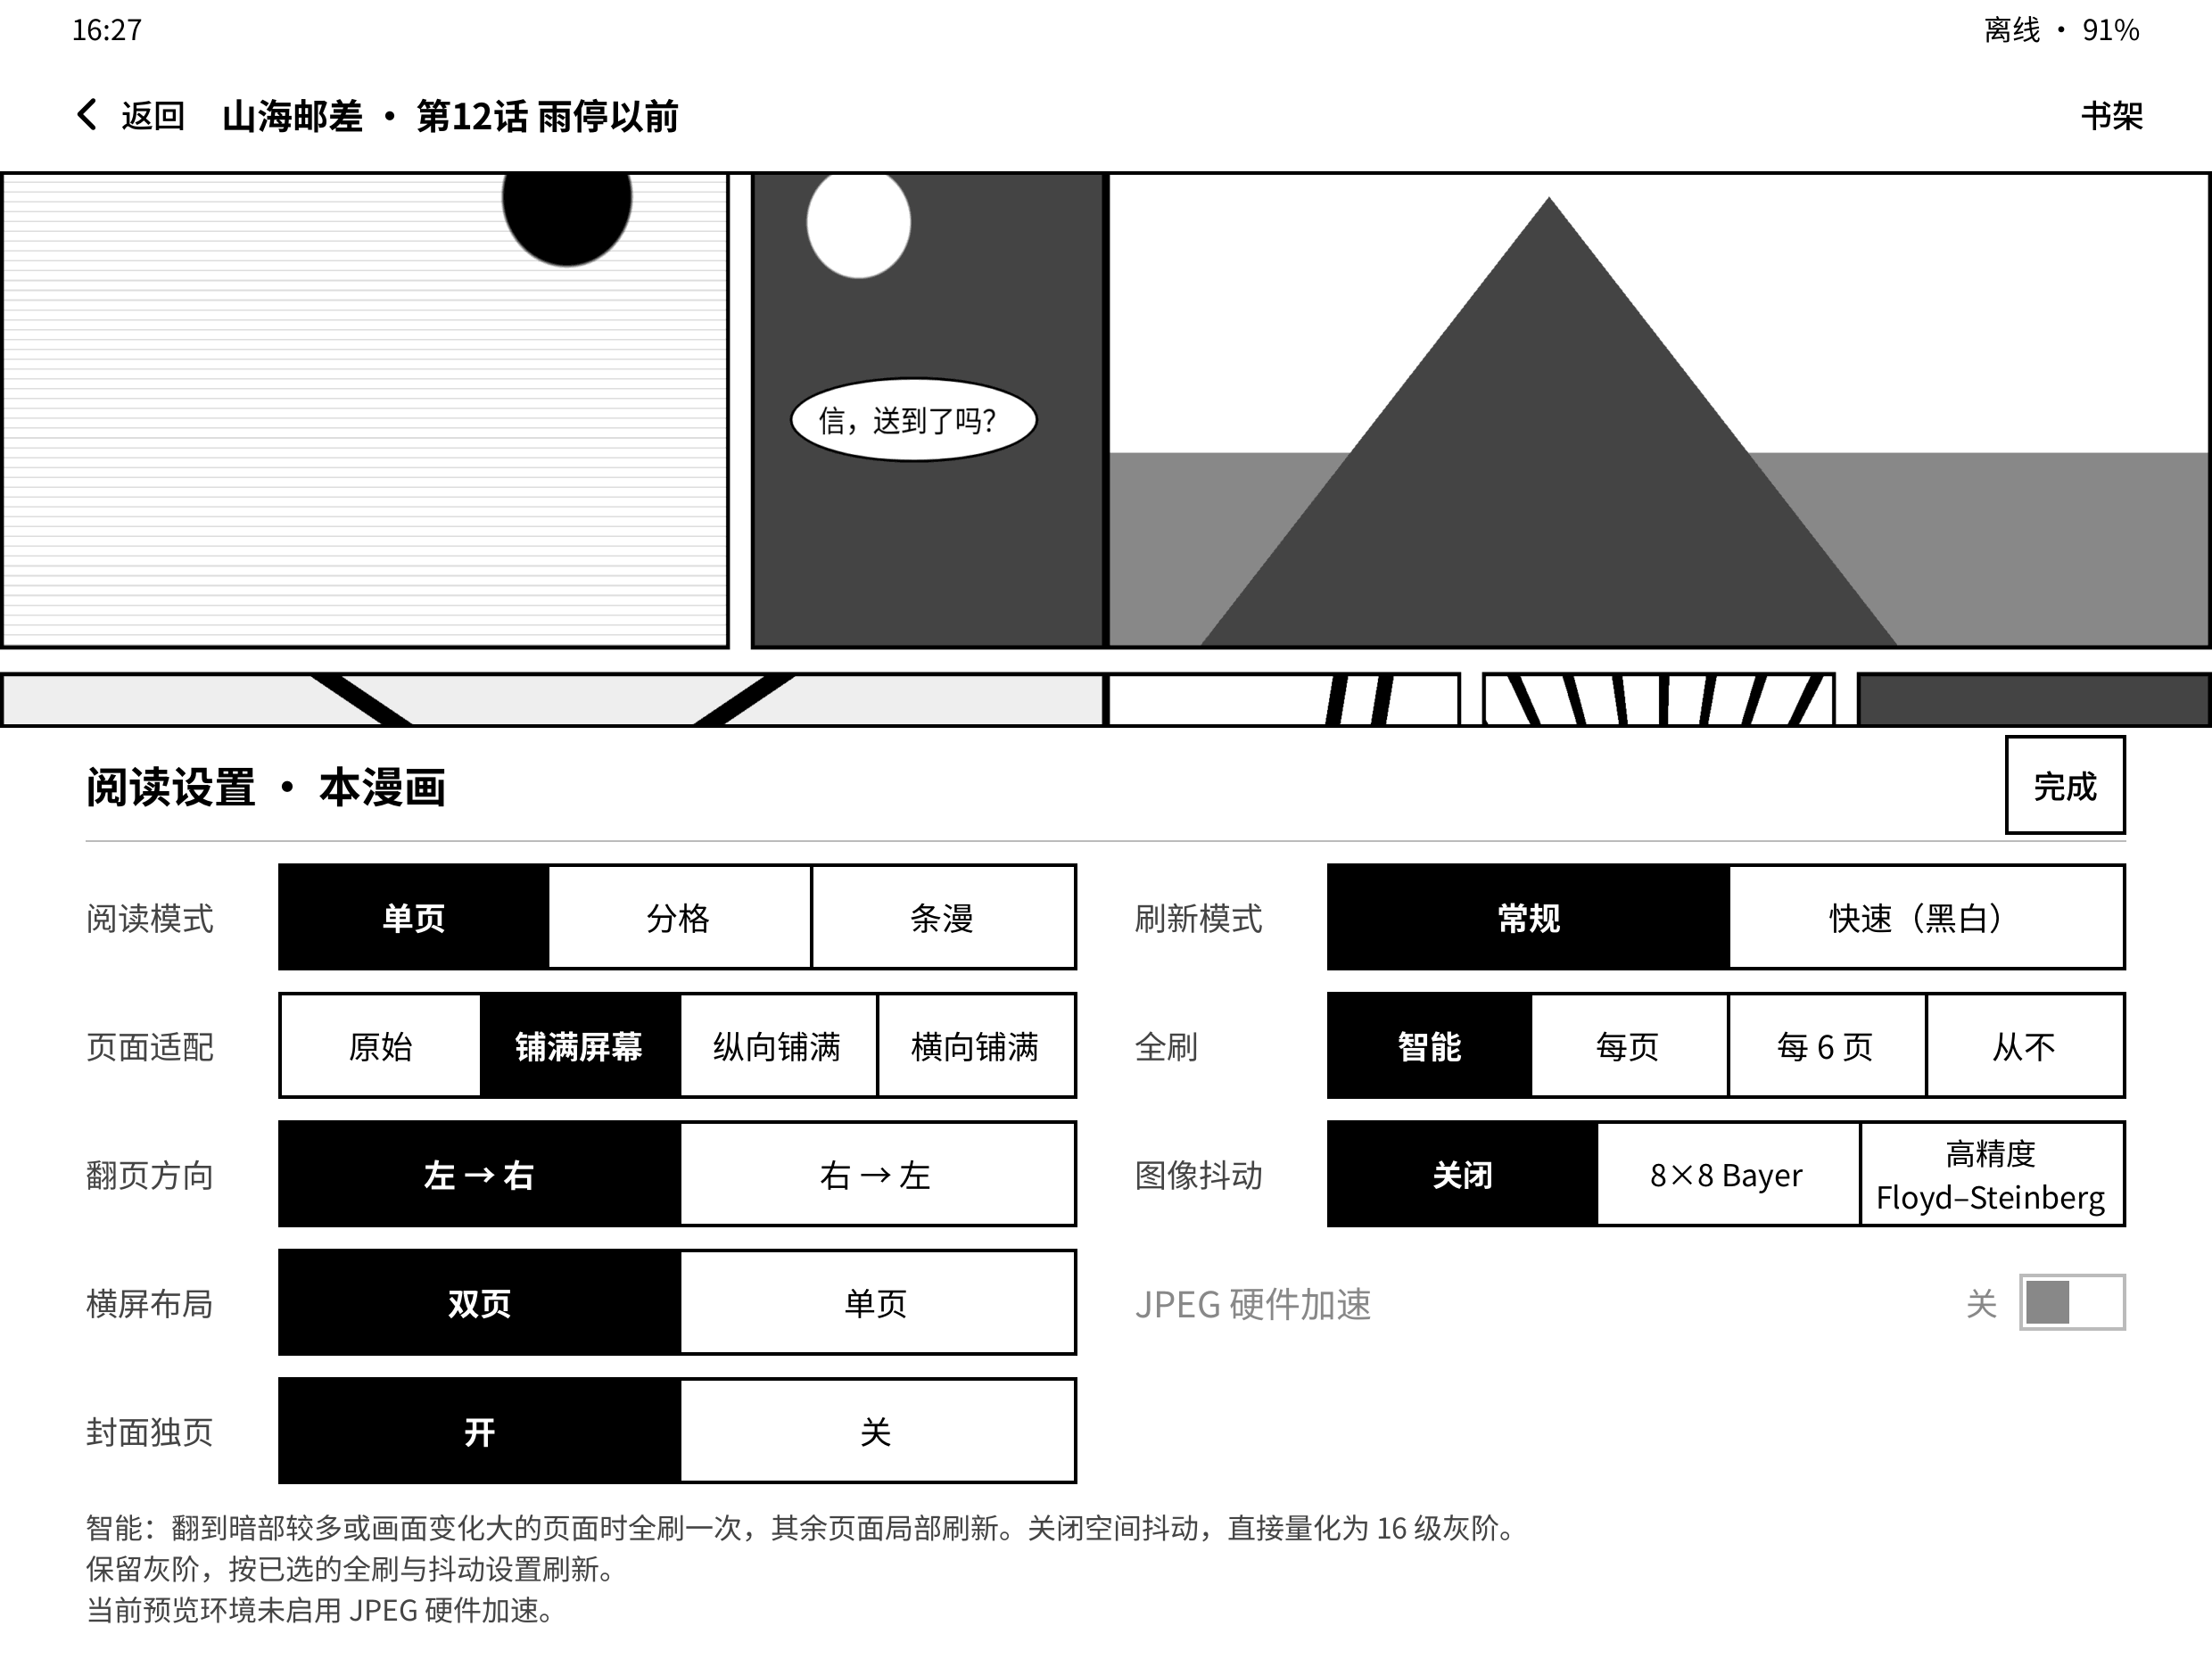 16:27
离线 · 91%
返回 山海邮差 · 第12话 雨停以前
书架
信，送到了吗？
阅读设置 · 本漫画
完成
阅读模式 单页 分格 条漫
刷新模式 常规 快速（黑白）
页面适配 原始 铺满屏幕 纵向铺满 横向铺满
全刷 智能 每页 每 6 页 从不
翻页方向 左 → 右 右 → 左
图像抖动 关闭 8×8 Bayer 高精度
Floyd–Steinberg
横屏布局 双页 单页
JPEG 硬件加速 关
封面独页 开 关
智能：翻到暗部较多或画面变化大的页面时全刷一次，其余页面局部刷新。关闭空间抖动，直接量化为 16 级灰阶。
保留灰阶，按已选的全刷与抖动设置刷新。
当前预览环境未启用 JPEG 硬件加速。